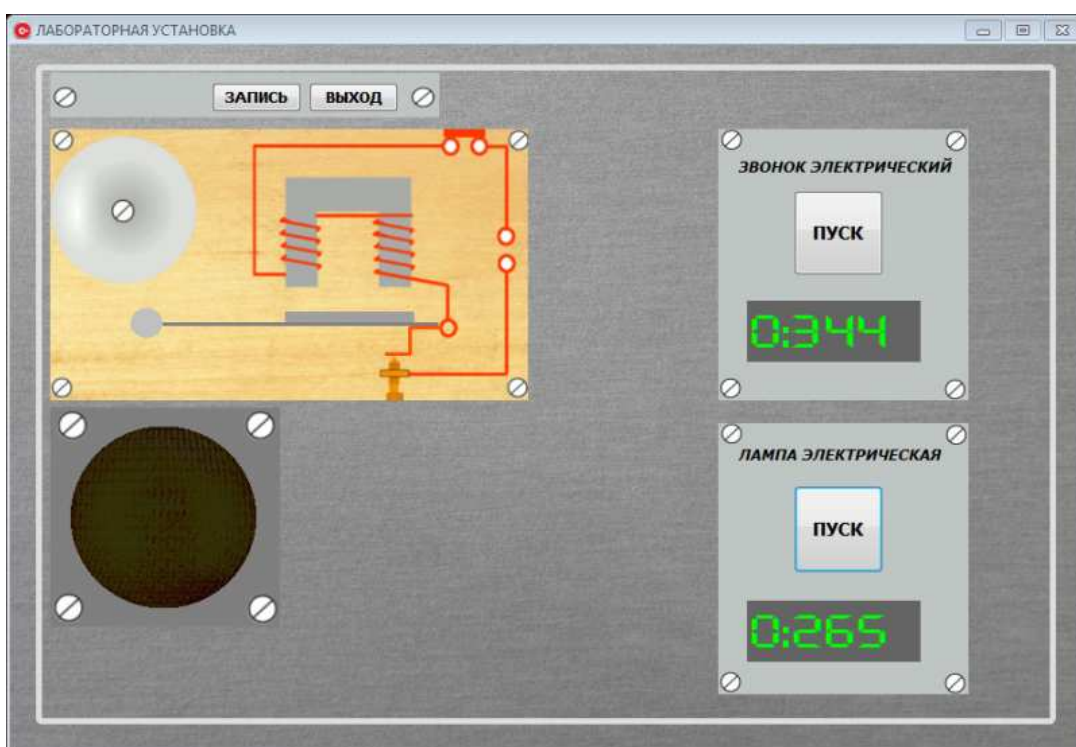 ЛАБОРАТОРНАЯ УСТАНОВКА
ЗАПИСЬ ВЫХОД
ЗВОНОК ЭЛЕКТРИЧЕСКИЙ
ПУСК
0:344
ЛАМПА ЭЛЕКТРИЧЕСКАЯ
ПУСК
0:265